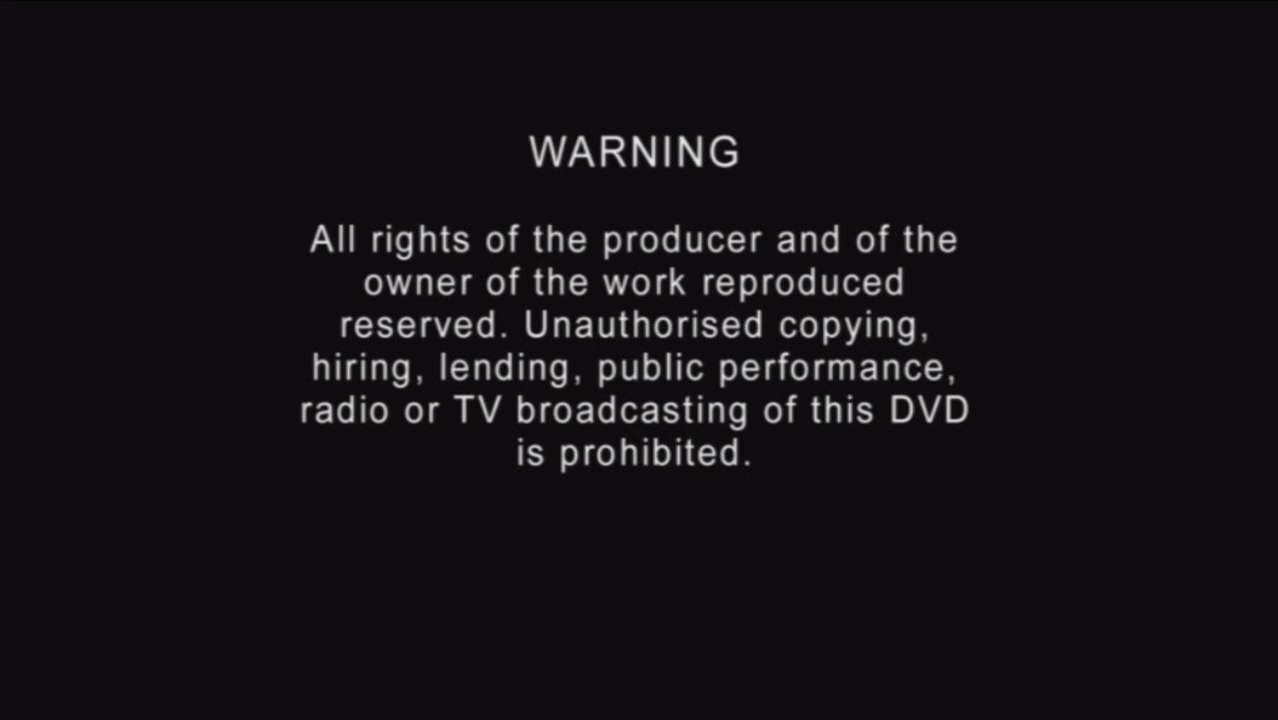 WARNING
All rights of the producer and of the
owner of the work reproduced
reserved. Unauthorised copying,
hiring, lending, public performance,
radio or TV broadcasting of this DVD
is prohibited.